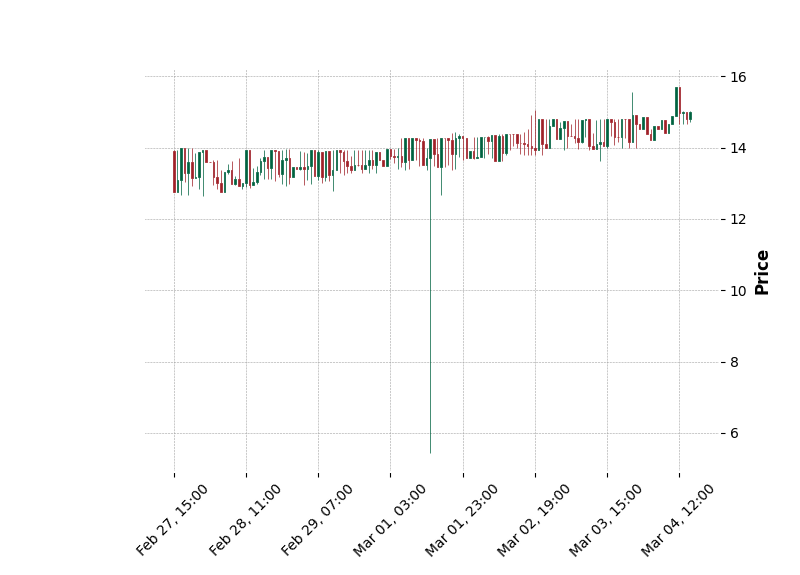 16
14
12
10
8
6
Price
Feb 27, 15:00
Feb 28, 11:00
Feb 29, 07:00
Mar 01, 03:00
Mar 01, 23:00
Mar 02, 19:00
Mar 03, 15:00
Mar 04, 12:00